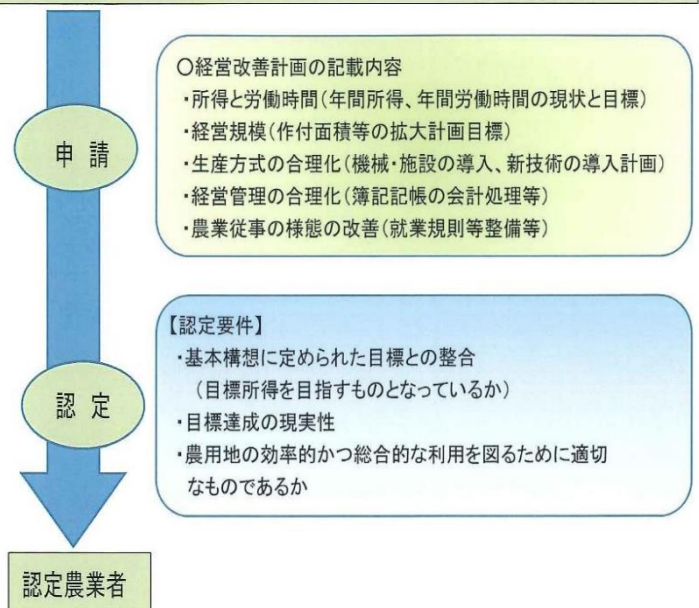 申請
〇経営改善計画の記載内容
・所得と労働時間(年間所得、年間労働時間の現状と目標)
・経営規模(作付面積等の拡大計画目標)
・生産方式の合理化(機械・施設の導入、新技術の導入計画)
・経営管理の合理化(簿記記帳の会計処理等)
・農業従事の様態の改善(就業規則等整備等)
認定
【認定要件】
・基本構想に定められた目標との整合
(目標所得を目指すものとなっているか)
・目標達成の現実性
・農用地の効率的かつ総合的な利用を図るために適切
なものであるか
認定農業者